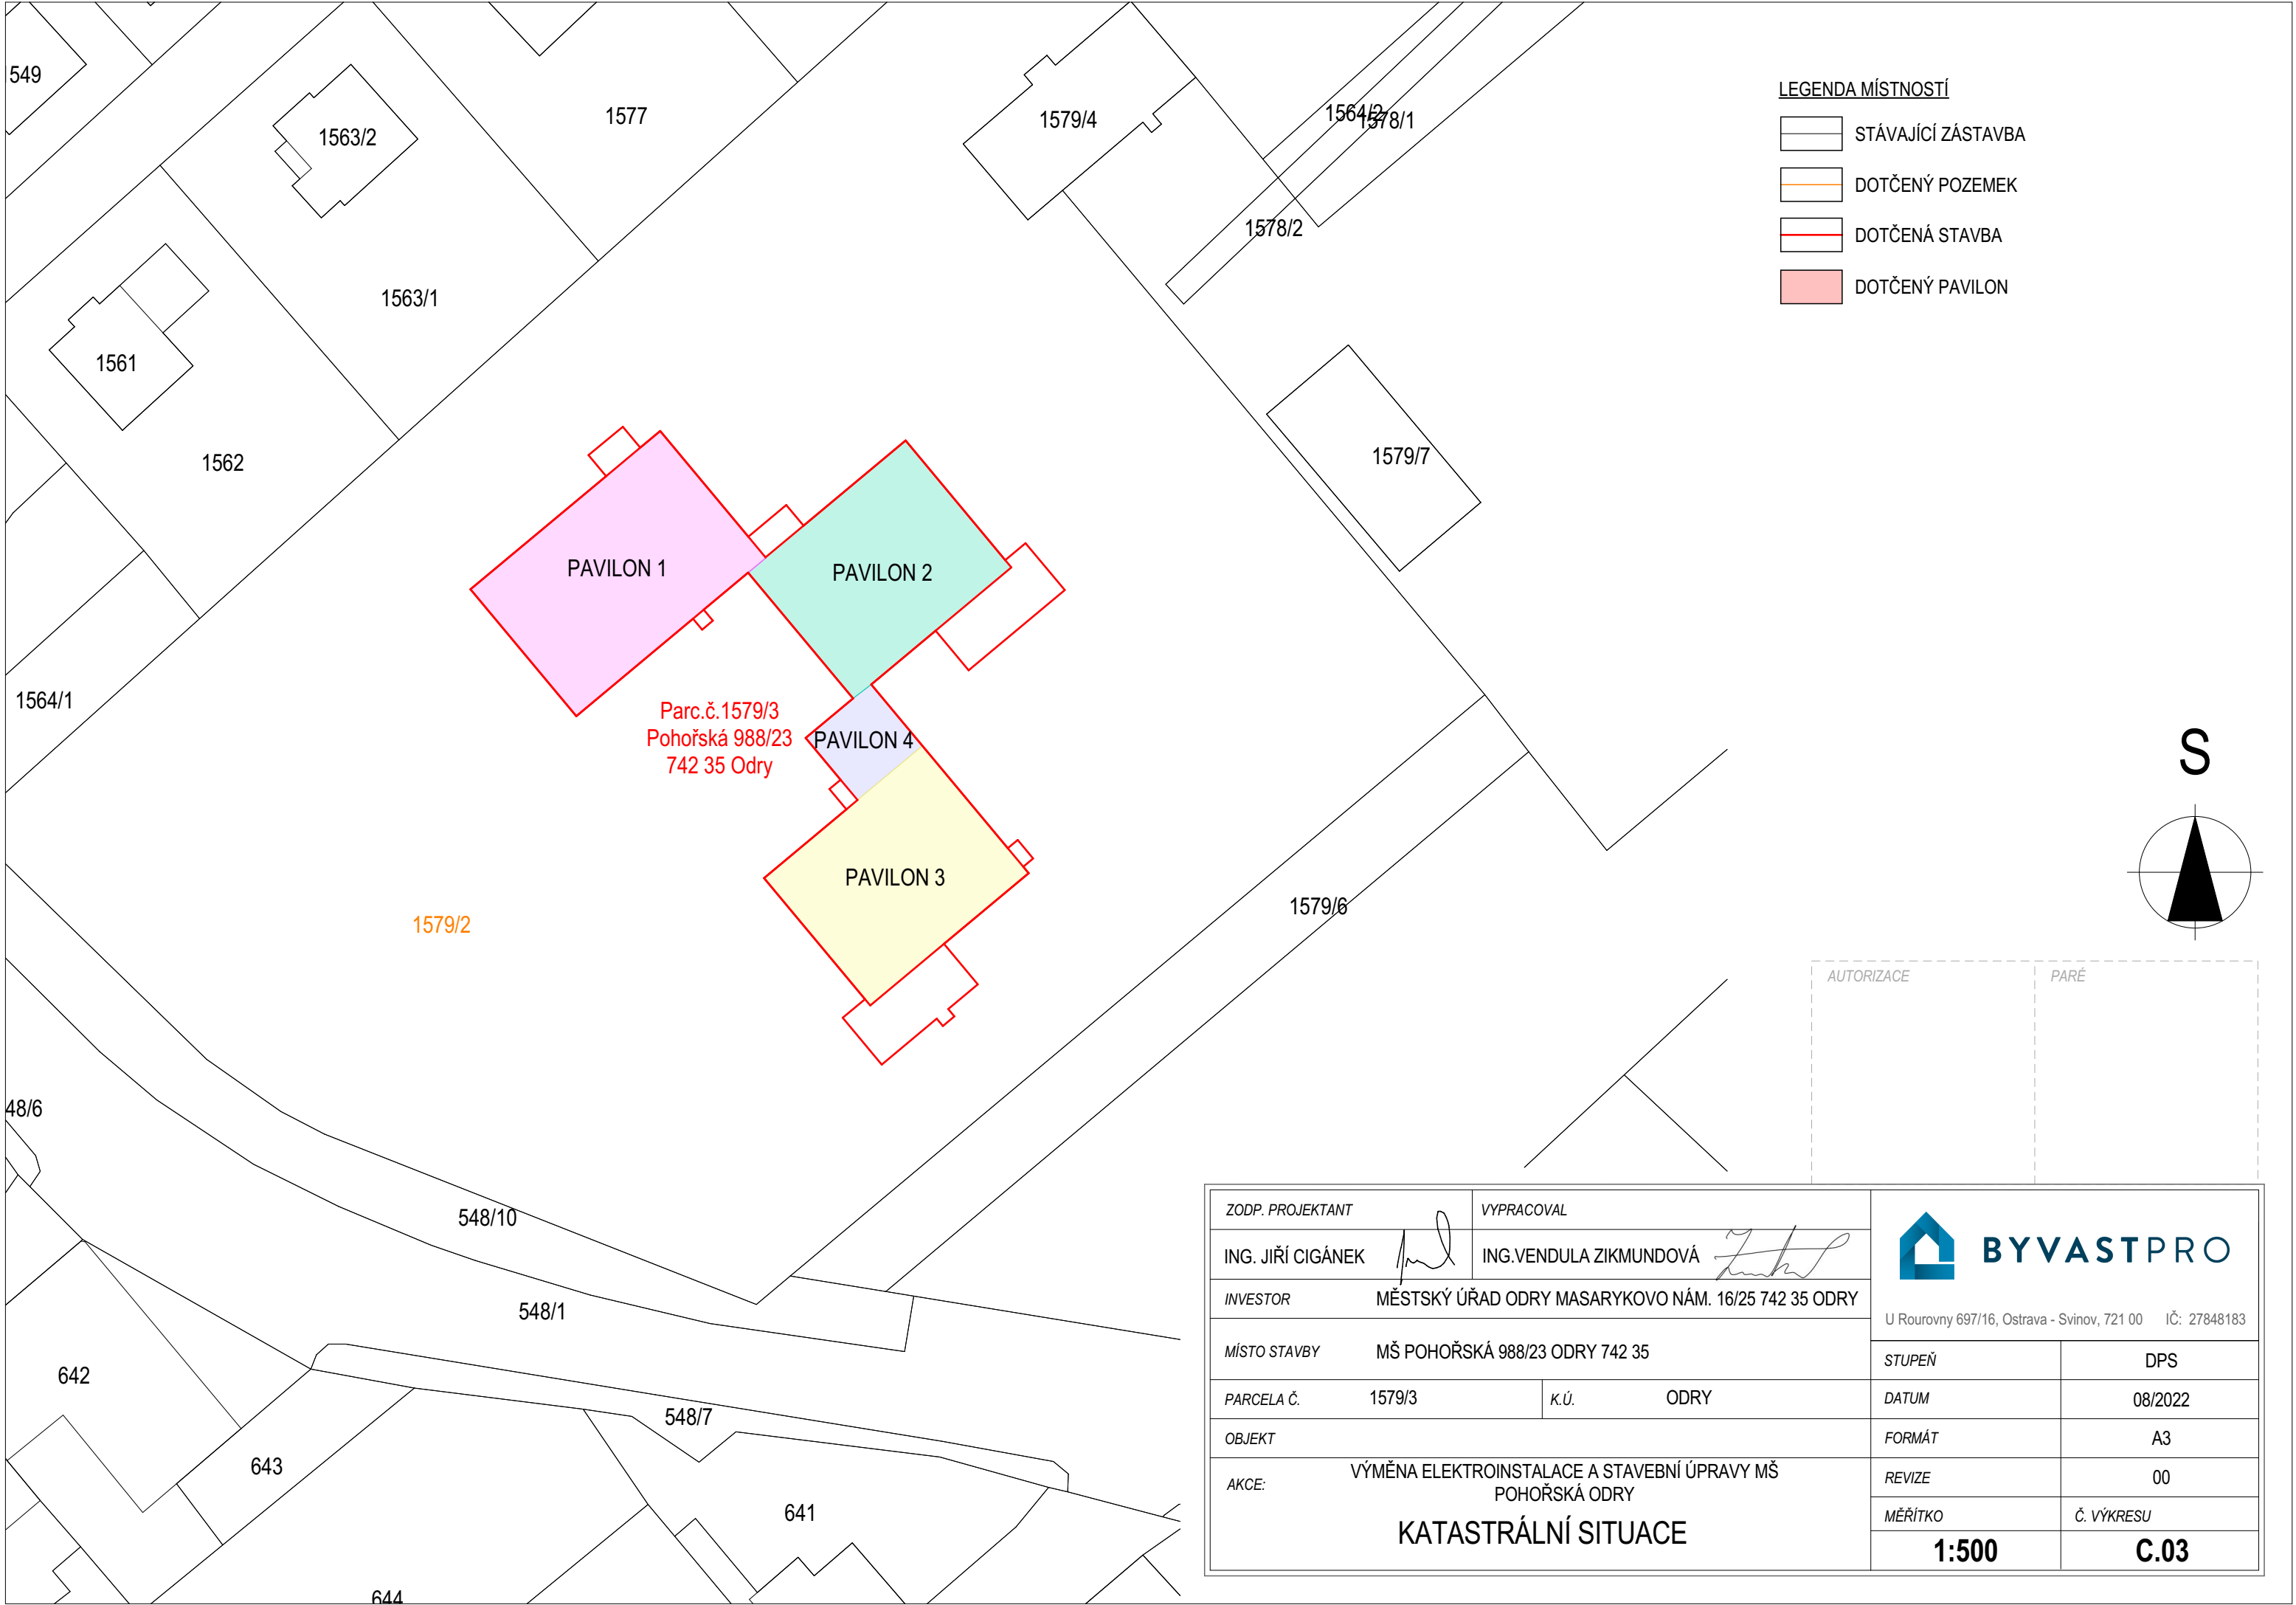 549
1563/2
1577
1579/4
1564/2
1578/1
1578/2
1563/1
1561
1562
1579/7
1564/1
PAVILON 1
PAVILON 2
PAVILON 4
PAVILON 3
Parc.č.1579/3
Pohořská 988/23
742 35 Odry
1579/2
1579/6
48/6
548/10
548/1
642
548/7
643
641
644
LEGENDA MÍSTNOSTÍ
STÁVAJÍCÍ ZÁSTAVBA
DOTČENÝ POZEMEK
DOTČENÁ STAVBA
DOTČENÝ PAVILON
S
AUTORIZACE
PARÉ
ZODP. PROJEKTANT
VYPRACOVAL
ING. JIŘÍ CIGÁNEK
ING.VENDULA ZIKMUNDOVÁ
INVESTOR MĚSTSKÝ ÚŘAD ODRY MASARYKOVO NÁM. 16/25 742 35 ODRY
MÍSTO STAVBY MŠ POHOŘSKÁ 988/23 ODRY 742 35
PARCELA Č. 1579/3 K.Ú. ODRY
OBJEKT
AKCE: VÝMĚNA ELEKTROINSTALACE A STAVEBNÍ ÚPRAVY MŠ
POHOŘSKÁ ODRY
KATASTRÁLNÍ SITUACE
BYVASTPRO
U Rourovny 697/16, Ostrava - Svinov, 721 00 IČ: 27848183
STUPEŇ DPS
DATUM 08/2022
FORMÁT A3
REVIZE 00
MĚŘÍTKO Č. VÝKRESU
1:500 C.03